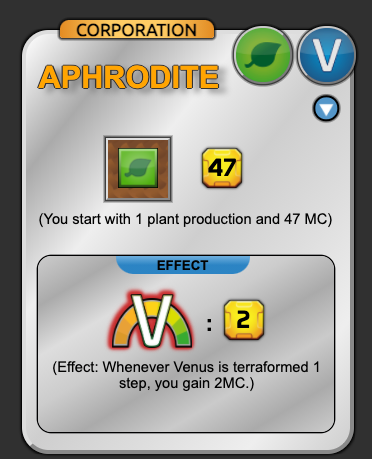 CORPORATION
V
APHRODITE
47
(You start with 1 plant production and 47 MC)
EFFECT
V : 2
(Effect: Whenever Venus is terraformed 1
step, you gain 2MC.)